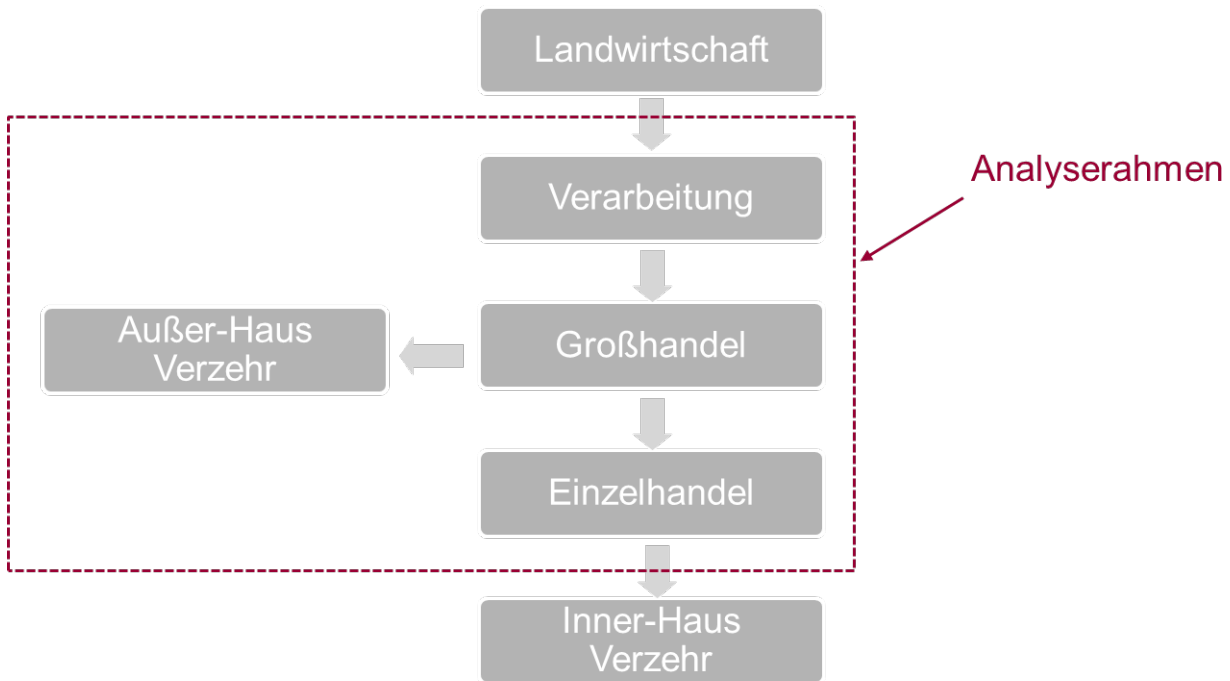 Landwirtschaft
Analyserahmen
Verarbeitung
Außer-Haus
Verzehr
Großhandel
Einzelhandel
Inner-Haus
Verzehr